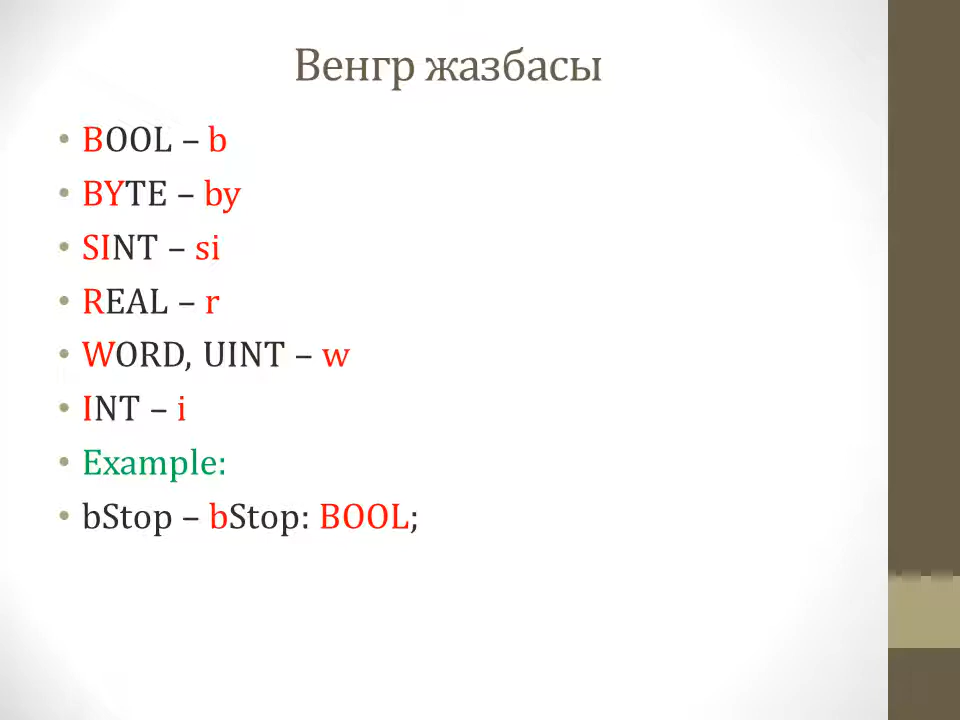 Венгр жазбасы
• BOOL – b
• BYTE – by
• SINT – si
• REAL – r
• WORD, UINT – w
• INT – i
• Example:
• bStop – bStop: BOOL;